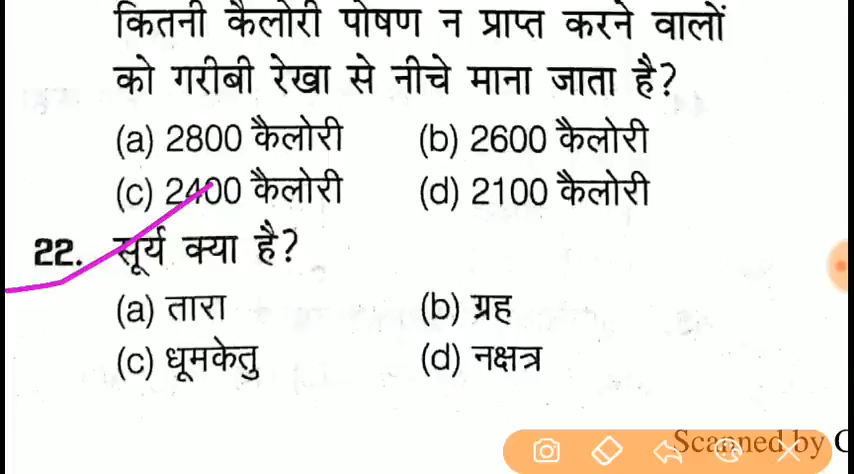 कितनी कैलोरी पोषण न प्राप्त करने वालों
को गरीबी रेखा से नीचे माना जाता है?
(a) 2800 कैलोरी (b) 2600 कैलोरी
(c) 2400 कैलोरी (d) 2100 कैलोरी
22. सूर्य क्या है?
(a) तारा (b) ग्रह
(c) धूमकेतु (d) नक्षत्र
Scanned by C